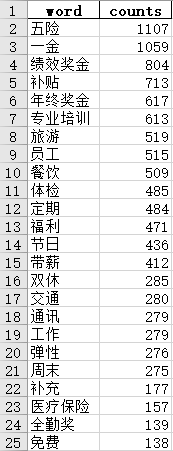 1 word counts
2 五险 1107
3 一金 1059
4 绩效奖金 804
5 补贴 713
6 年终奖金 617
7 专业培训 613
8 旅游 519
9 员工 515
10 餐饮 509
11 体检 485
12 定期 484
13 福利 471
14 节日 436
15 带薪 412
16 双休 285
17 交通 280
18 通讯 279
19 工作 279
20 弹性 276
21 周末 275
22 补充 177
23 医疗保险 157
24 全勤奖 139
25 免费 138